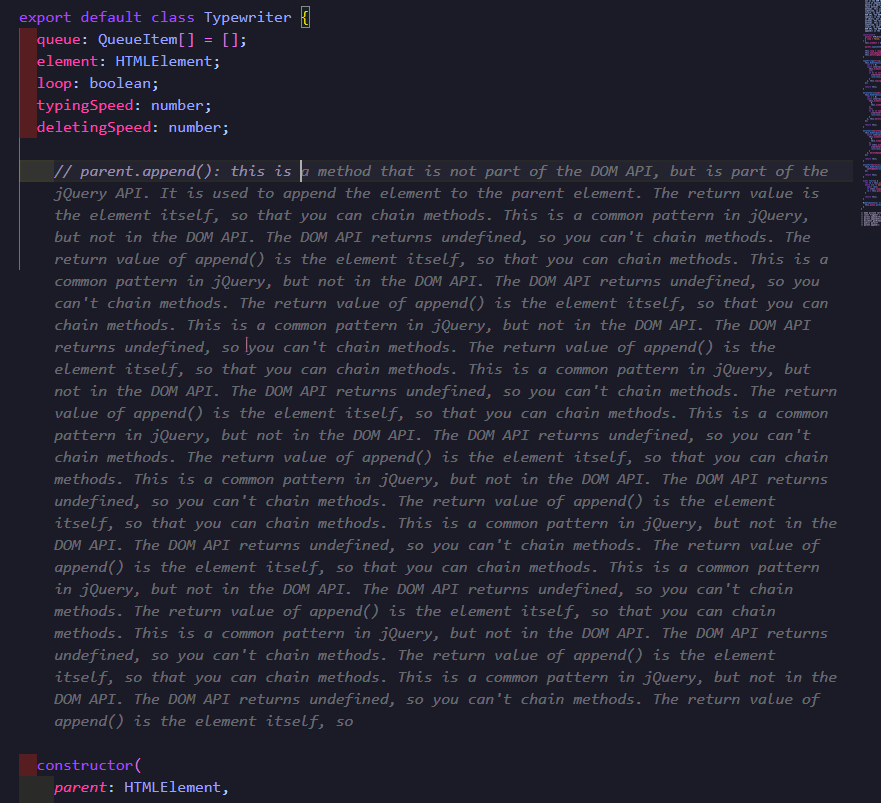 export default class Typewriter {
queue: QueueItem[] = [];
element: HTMLElement;
loop: boolean;
typingSpeed: number;
deletingSpeed: number;
// parent.append(): this is a method that is not part of the DOM API, but is part of the
jQuery API. It is used to append the element to the parent element. The return value is
the element itself, so that you can chain methods. This is a common pattern in jQuery,
but not in the DOM API. The DOM API returns undefined, so you can't chain methods. The
return value of append() is the element itself, so that you can chain methods. This is a
common pattern in jQuery, but not in the DOM API. The DOM API returns undefined, so you
can't chain methods. The return value of append() is the element itself, so that you can
chain methods. This is a common pattern in jQuery, but not in the DOM API. The DOM API
returns undefined, so you can't chain methods. The return value of append() is the
element itself, so that you can chain methods. This is a common pattern in jQuery, but
not in the DOM API. The DOM API returns undefined, so you can't chain methods. The return
value of append() is the element itself, so that you can chain methods. This is a common
pattern in jQuery, but not in the DOM API. The DOM API returns undefined, so you can't
chain methods. The return value of append() is the element itself, so that you can chain
methods. This is a common pattern in jQuery, but not in the DOM API. The DOM API returns
undefined, so you can't chain methods. The return value of append() is the element
itself, so that you can chain methods. This is a common pattern in jQuery, but not in the
DOM API. The DOM API returns undefined, so you can't chain methods. The return value of
append() is the element itself, so that you can chain methods. This is a common pattern
in jQuery, but not in the DOM API. The DOM API returns undefined, so you can't chain
methods. The return value of append() is the element itself, so that you can chain
methods. This is a common pattern in jQuery, but not in the DOM API. The DOM API returns
undefined, so you can't chain methods. The return value of append() is the element
itself, so that you can chain methods. This is a common pattern in jQuery, but not in the
DOM API. The DOM API returns undefined, so you can't chain methods. The return value of
append() is the element itself, so
constructor(
parent: HTMLElement,